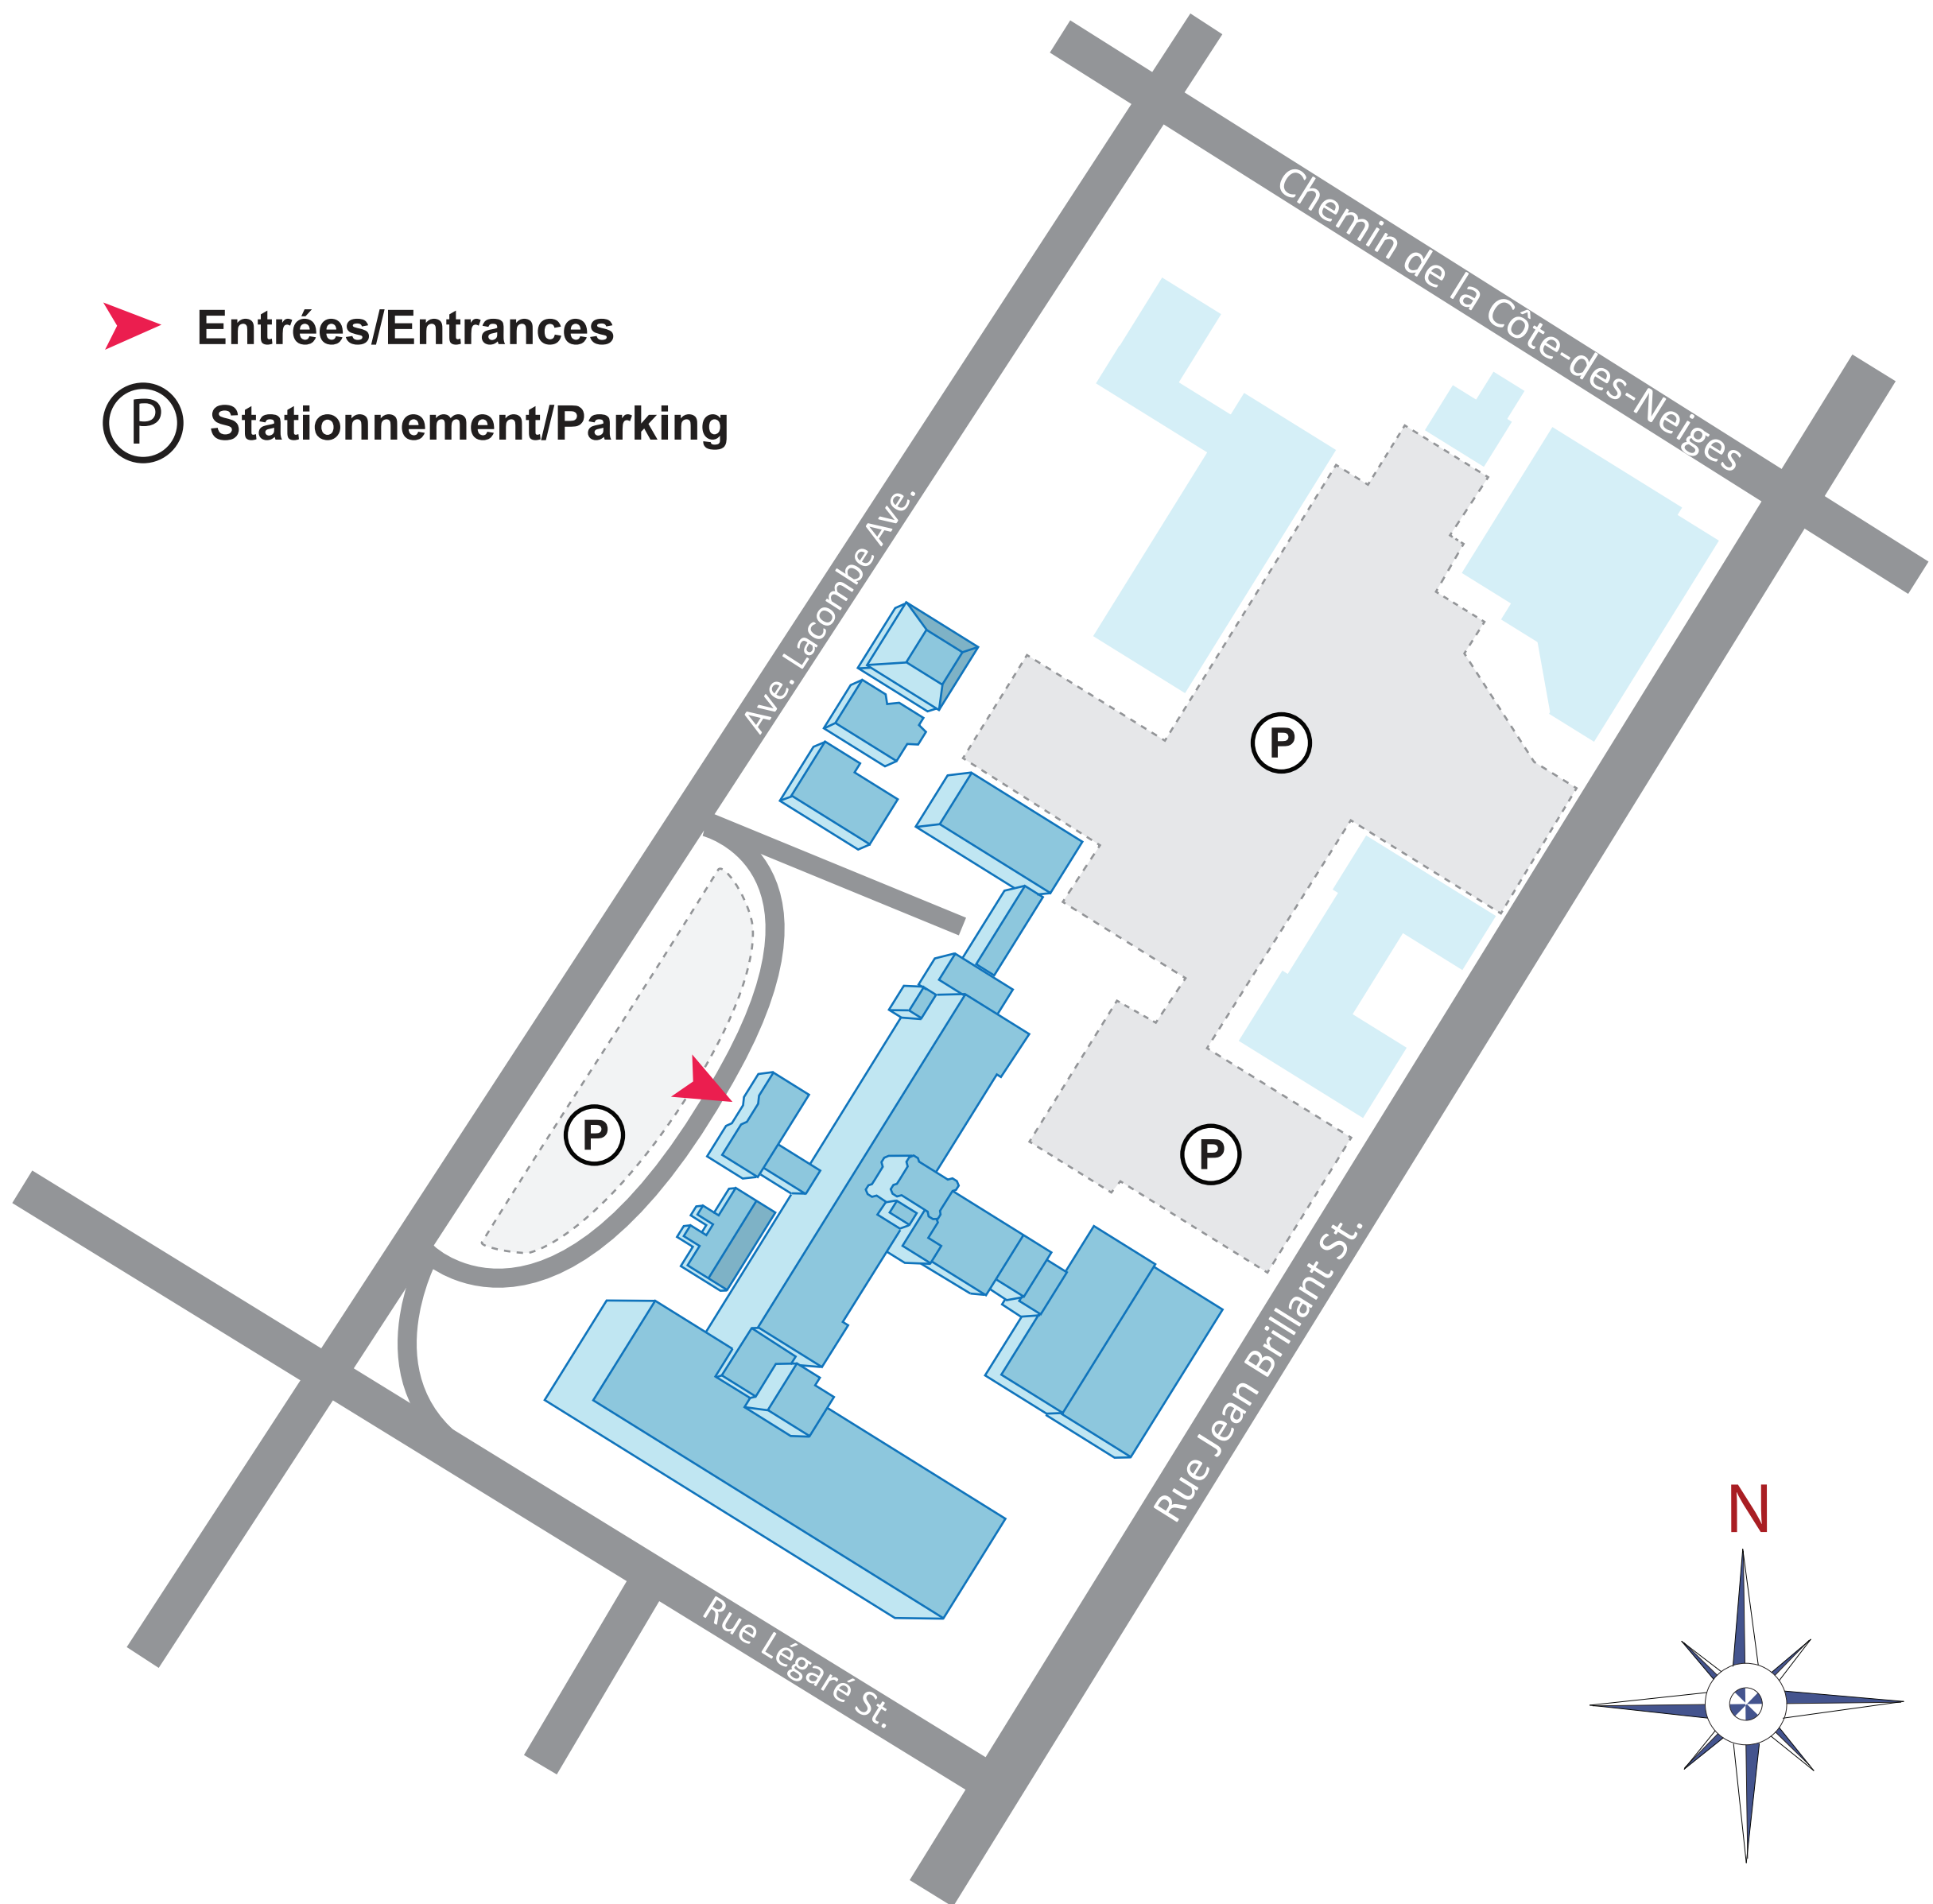 Chemin de la Côte-des-Neiges
Entrées/Entrances
P Stationnement/Parking
Ave. Lacombe Ave.
P
P
P
Rue Jean Brillant St.
Rue Légaré St.
N